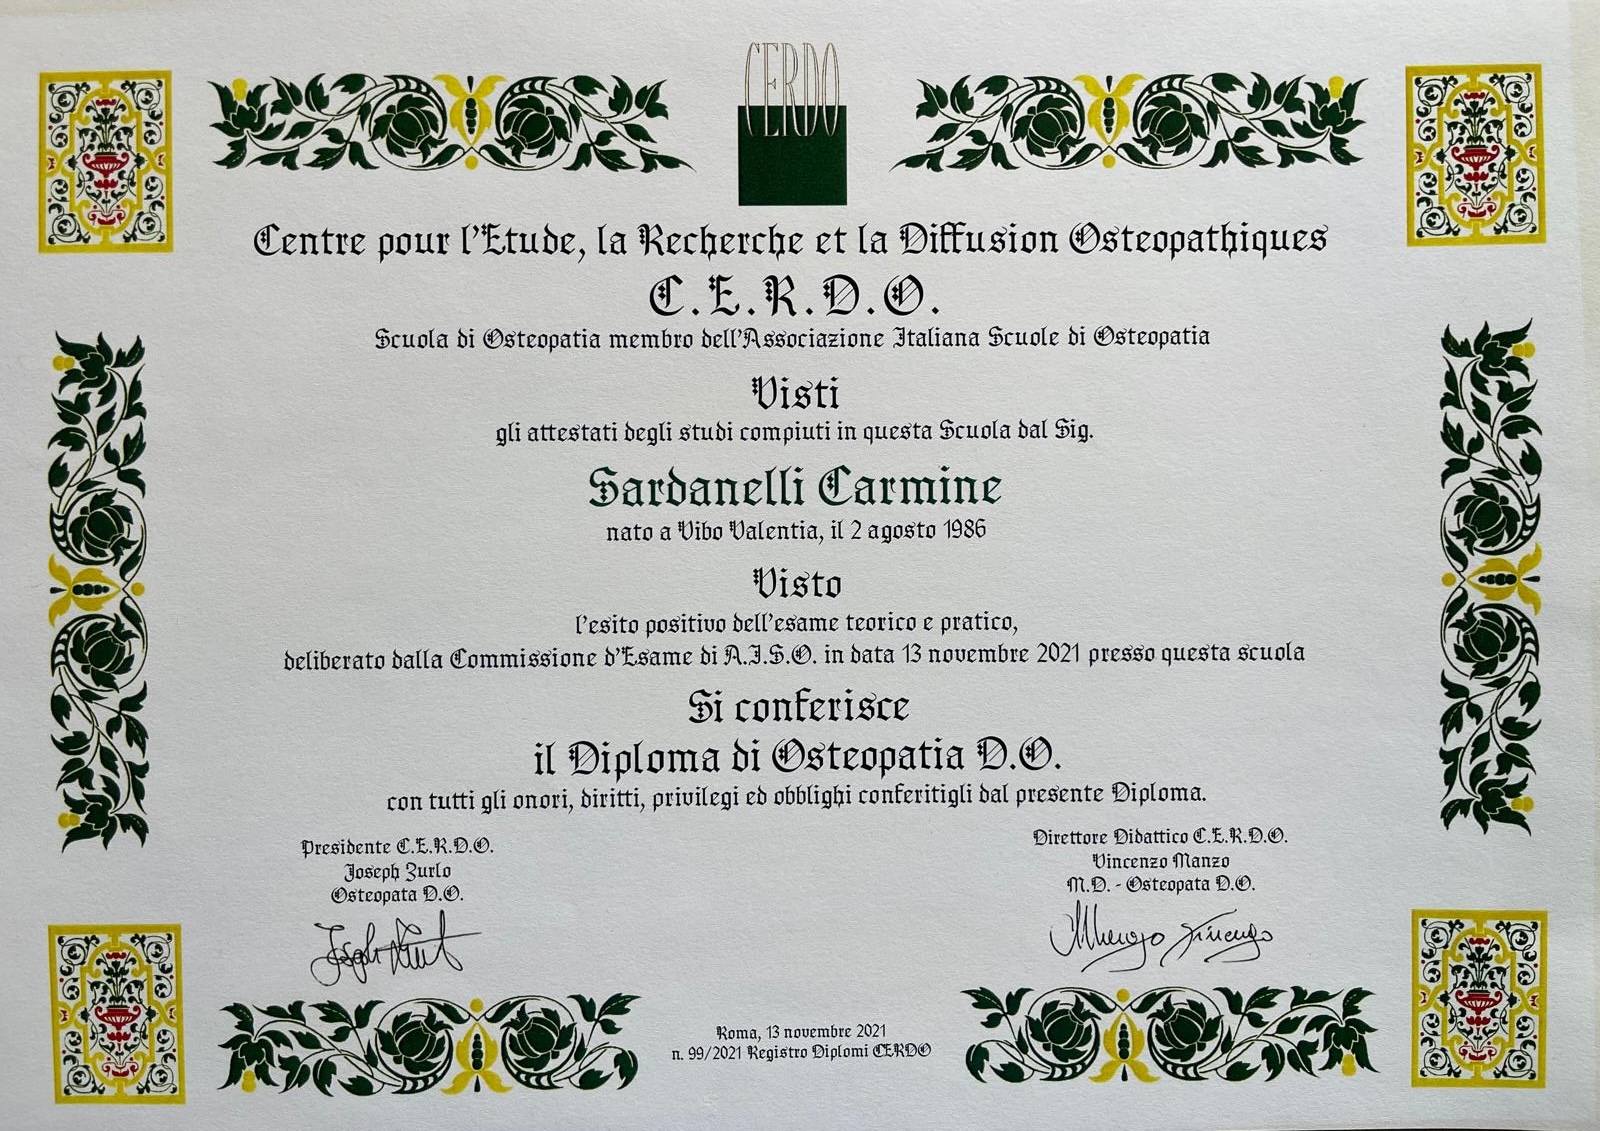 CERDO
Centre pour l'Etude, la Recherche et la Diffusion Osteopathiques
C.E.R.D.O.
Scuola di Osteopatia membro dell'Associazione Italiana Scuole di Osteopatia
Visti
gli attestati degli studi compiuti in questa Scuola dal Sig.
Sardanelli Carmine
nato a Vibo Valentia, il 2 agosto 1986
Visto
l'esito positivo dell'esame teorico e pratico,
deliberato dalla Commissione d'Esame di A.I.S.O. in data 13 novembre 2021 presso questa scuola
Si conferisce
il Diploma di Osteopatia D.O.
con tutti gli onori, diritti, privilegi ed obblighi conferitigli dal presente Diploma.
Presidente C.E.R.D.O.
Joseph Zurlo
Osteopata D.O.
Direttore Didattico C.E.R.D.O.
Vincenzo Manzo
M.D. - Osteopata D.O.
Roma, 13 novembre 2021
n. 99/2021 Registro Diplomi CERDO